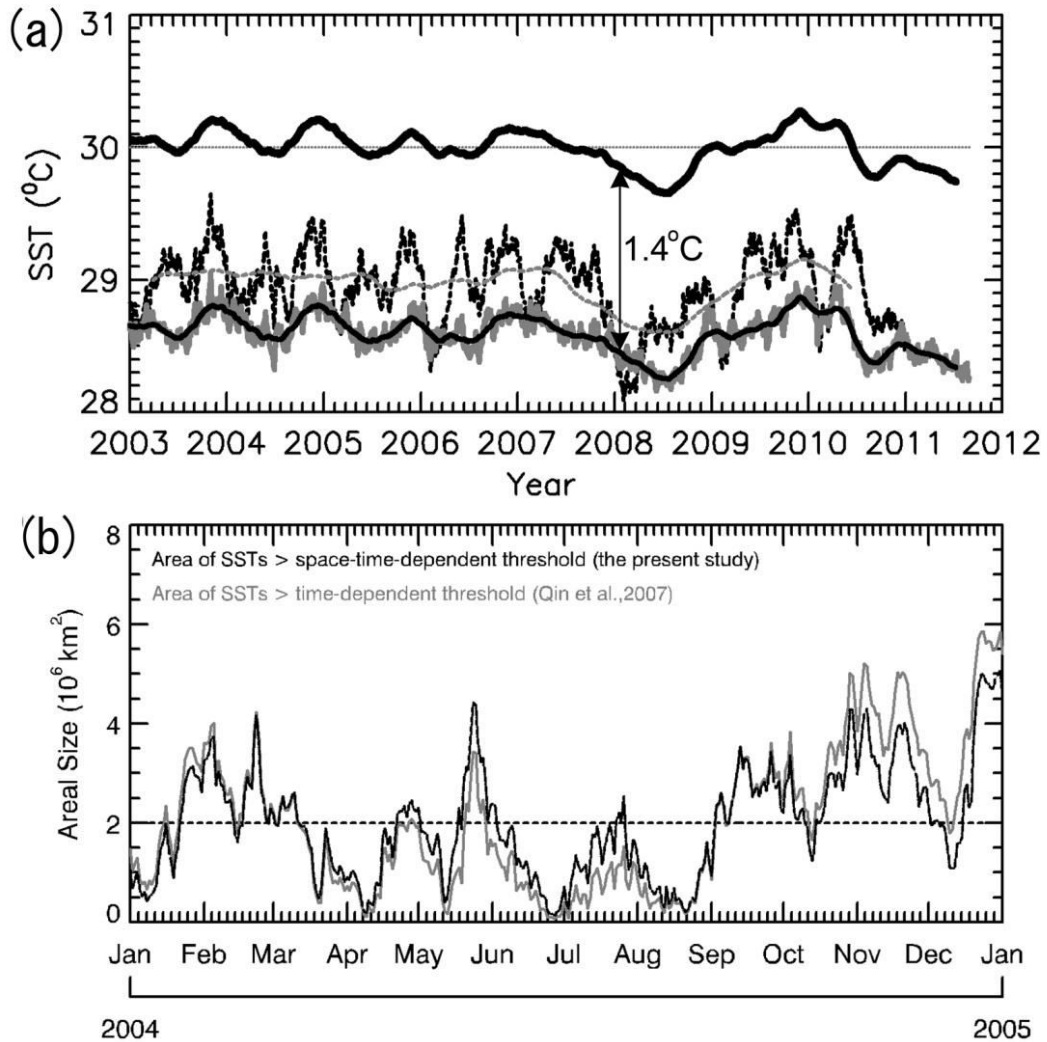 (a)
31
30
29
28
SST (°C)
1.4°C
2003 2004 2005 2006 2007 2008 2009 2010 2011 2012
Year
(b)
8
6
4
2
0
Areal Size (10⁶ km²)
Area of SSTs > space-time-dependent threshold (the present study)
Area of SSTs > time-dependent threshold (Qin et al.,2007)
Jan Feb Mar Apr May Jun Jul Aug Sep Oct Nov Dec Jan
2004 2005